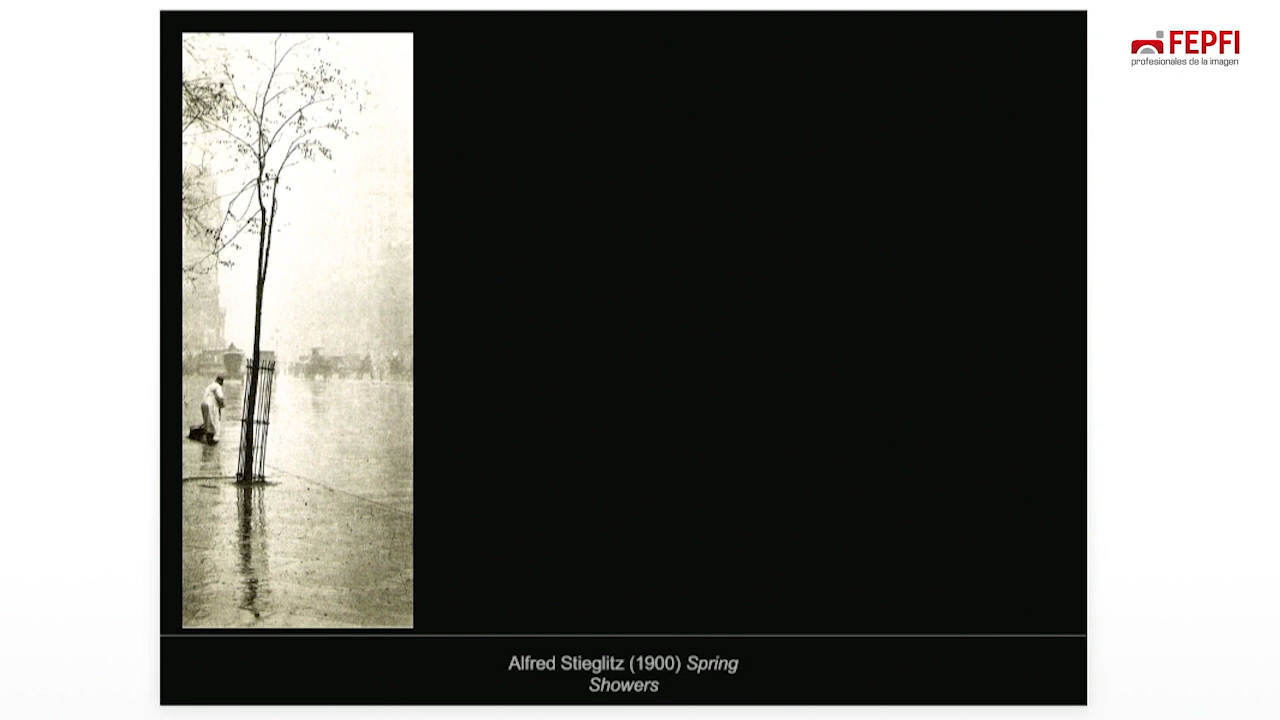 FEPFI
profesionales de la imagen
Alfred Stieglitz (1900) Spring
Showers